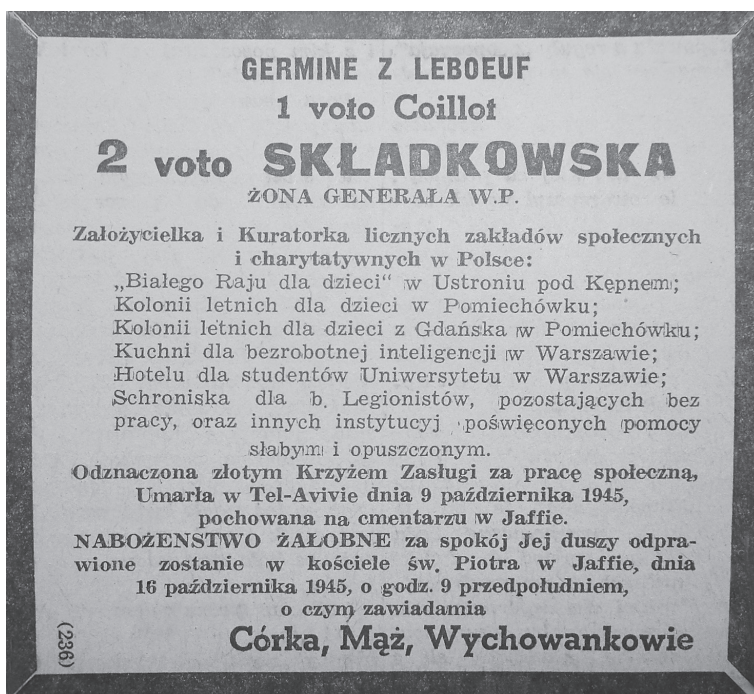 GERMINE Z LEBOEUF
1 voto Coillot
2 voto SKŁADKOWSKA
ŻONA GENERAŁA W.P.
Założycielka i Kuratorka licznych zakładów społecznych
i charytatywnych w Polsce:
„Białego Raju dla dzieci“ w Ustroniu pod Kępnem;
Kolonii letnich dla dzieci w Pomiechówku;
Kolonii letnich dla dzieci z Gdańska w Pomiechówku;
Kuchni dla bezrobotnej inteligencji w Warszawie;
Hotelu dla studentów Uniwersytetu w Warszawie;
Schroniska dla b. Legionistów, pozostających bez
pracy, oraz innych instytucyj poświęconych pomocy
słabym i opuszczonym.
Odznaczona złotym Krzyżem Zasługi za pracę społeczną,
Umarła w Tel-Avivie dnia 9 października 1945,
pochowana na cmentarzu w Jaffie.
NABOŻENSTWO ŻAŁOBNE za spokój Jej duszy odpra-
wione zostanie w kościele św. Piotra w Jaffie, dnia
16 października 1945, o godz. 9 przedpołudniem,
o czym zawiadamia
Córka, Mąż, Wychowankowie
(236)